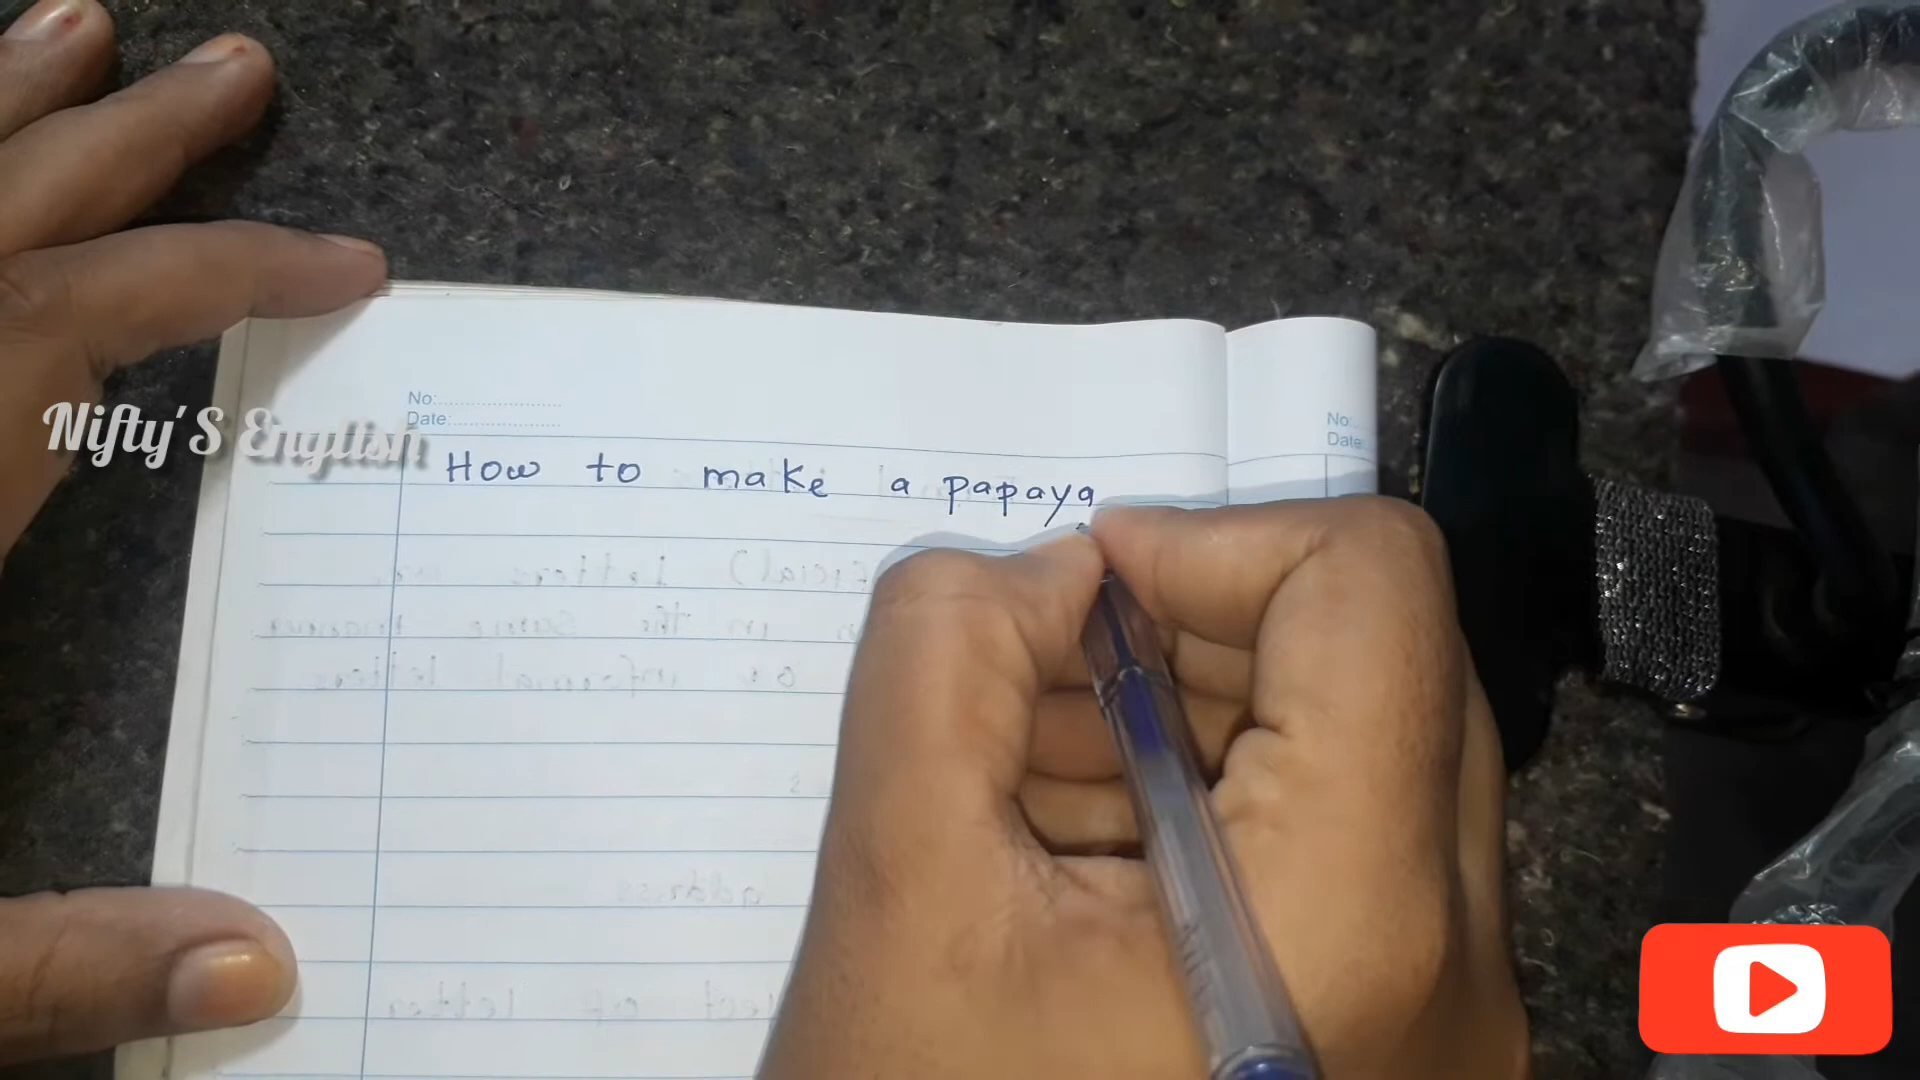 No:
Date:
No:
Date:
Nifty'S English
How to make a papaya